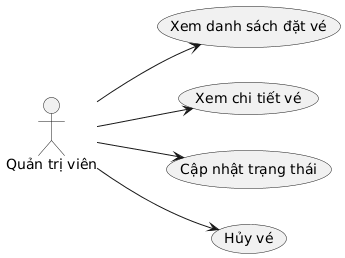 Xem danh sách đặt vé
Xem chi tiết vé
Quản trị viên
Cập nhật trạng thái
Hủy vé